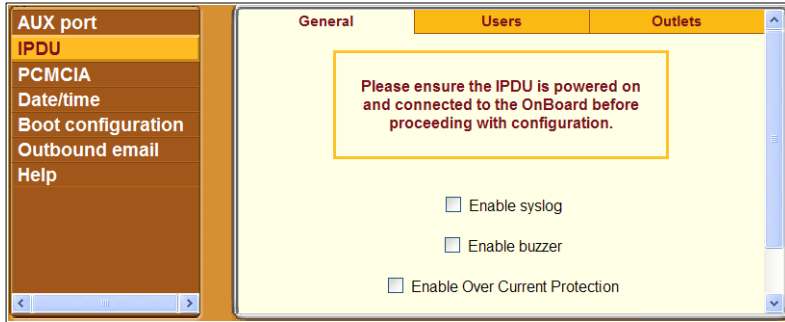 AUX port
IPDU
PCMCIA
Date/time
Boot configuration
Outbound email
Help
General
Users
Outlets
Please ensure the IPDU is powered on
and connected to the OnBoard before
proceeding with configuration.
Enable syslog
Enable buzzer
Enable Over Current Protection